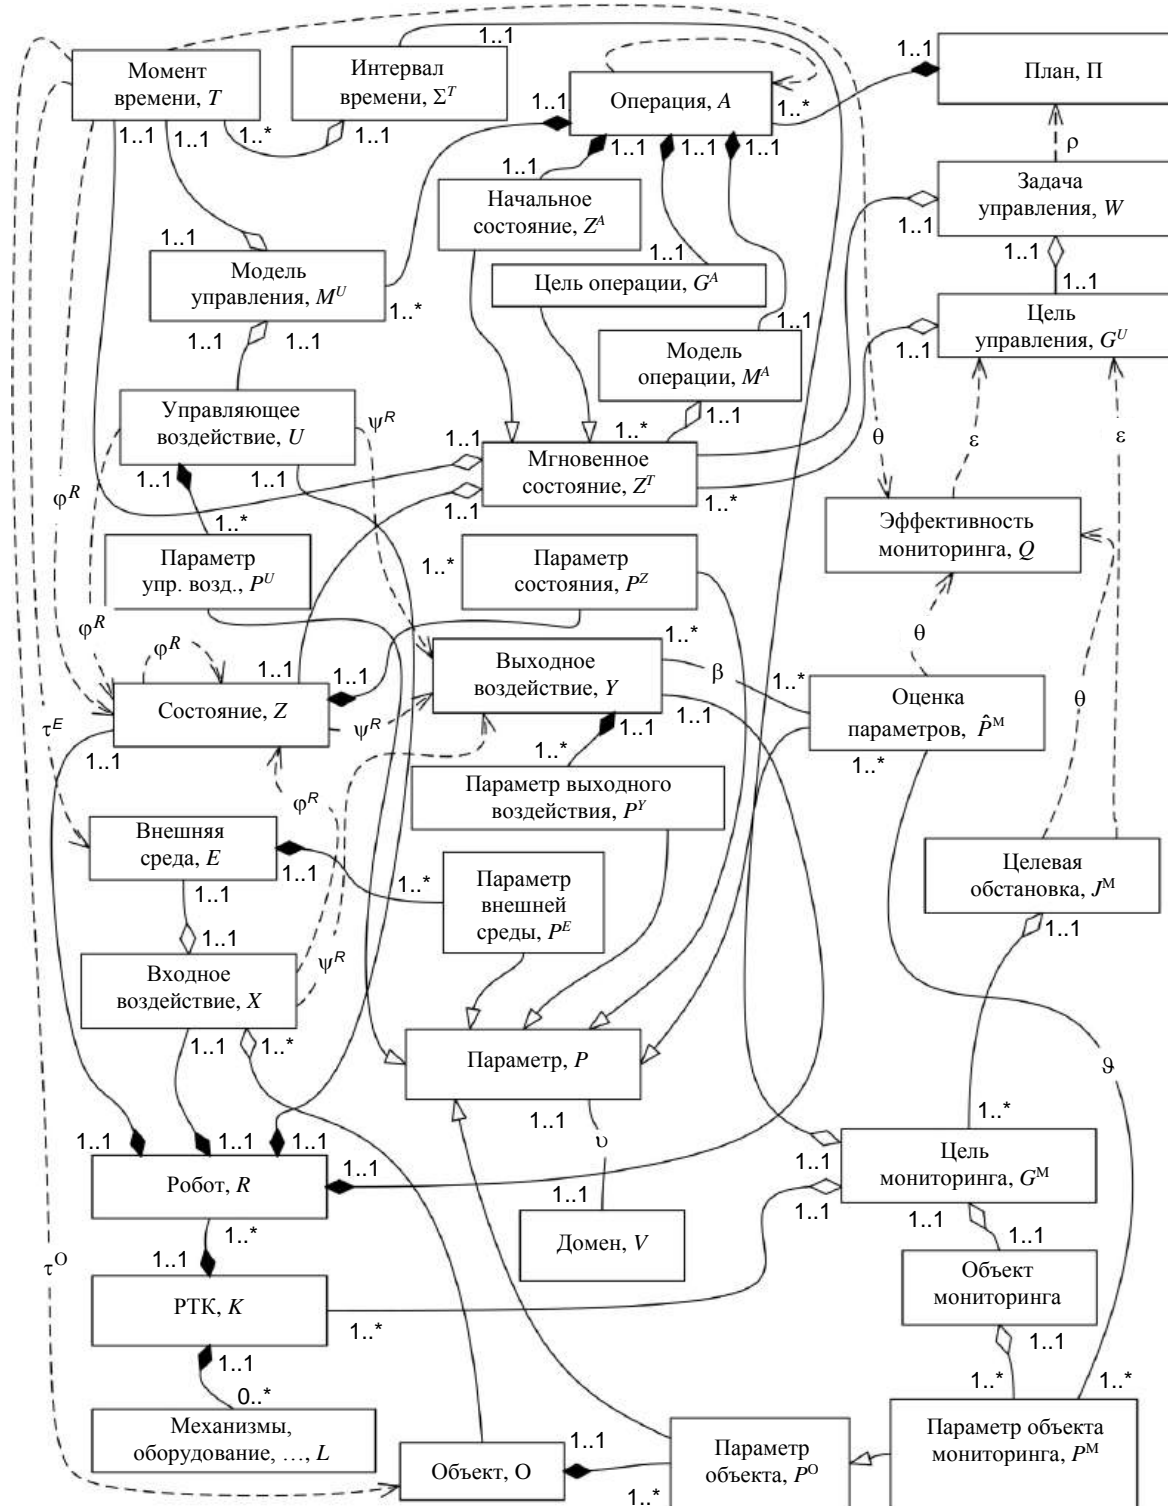 1..1
1..1
Момент
времени, T
Интервал
времени, Σ^T
Операция, A
План, П
1..1
1..*
1..1
1..1
1..*
1..1
1..1
1..1
1..1
1..1
ρ
Начальное
состояние, Z^A
Задача
управления, W
1..1
1..1
1..1
1..1
Модель
управления, M^U
Цель операции, G^A
1..1
Цель
управления, G^U
1..*
1..1
1..1
1..1
1..1
Модель
операции, M^A
Управляющее
воздействие, U
ψ^R
1..1
1..1
1..*
θ
ε
ε
Мгновенное
состояние, Z^T
φ^R
1..1
1..1
1..1
1..*
1..*
Эффективность
мониторинга, Q
Параметр
упр. возд., P^U
1..*
Параметр
состояния, P^Z
φ^R
φ^R
θ
1..*
Выходное
воздействие, Y
β
1..*
1..1
Состояние, Z
Оценка
параметров, P̂^М
θ
τ^E
ψ^R
1..1
1..1
1..1
1..*
1..*
Параметр выходного
воздействия, P^Y
φ^R
Внешняя
среда, E
1..1
1..*
Параметр
внешней
среды, P^E
Целевая
обстановка, J^М
1..1
1..1
1..1
Входное
воздействие, X
ψ^R
1..1
1..*
Параметр, P
ϑ
1..1
υ
1..*
1..1
1..1
1..1
1..1
Цель
мониторинга, G^М
1..1
Робот, R
1..1
1..1
1..1
1..1
1..*
Домен, V
1..1
τ^О
РТК, K
Объект
мониторинга
1..*
1..1
1..1
0..*
1..*
1..*
Механизмы,
оборудование, …, L
1..1
Объект, О
Параметр
объекта, P^О
Параметр объекта
мониторинга, P^М
1..*